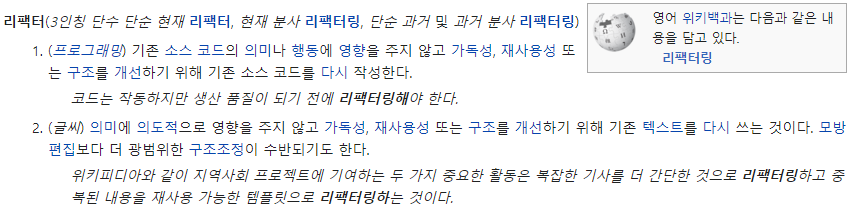 리팩터(3인칭 단수 단순 현재 리팩터, 현재 분사 리팩터링, 단순 과거 및 과거 분사 리팩터링)
1. (프로그래밍) 기존 소스 코드의 의미나 행동에 영향을 주지 않고 가독성, 재사용성 또
는 구조를 개선하기 위해 기존 소스 코드를 다시 작성한다.
코드는 작동하지만 생산 품질이 되기 전에 리팩터링해야 한다.
2. (글씨) 의미에 의도적으로 영향을 주지 않고 가독성, 재사용성 또는 구조를 개선하기 위해 기존 텍스트를 다시 쓰는 것이다. 모방
편집보다 더 광범위한 구조조정이 수반되기도 한다.
위키피디아와 같이 지역사회 프로젝트에 기여하는 두 가지 중요한 활동은 복잡한 기사를 더 간단한 것으로 리팩터링하고 중
복된 내용을 재사용 가능한 템플릿으로 리팩터링하는 것이다.
영어 위키백과는 다음과 같은 내
용을 담고 있다.
리팩터링